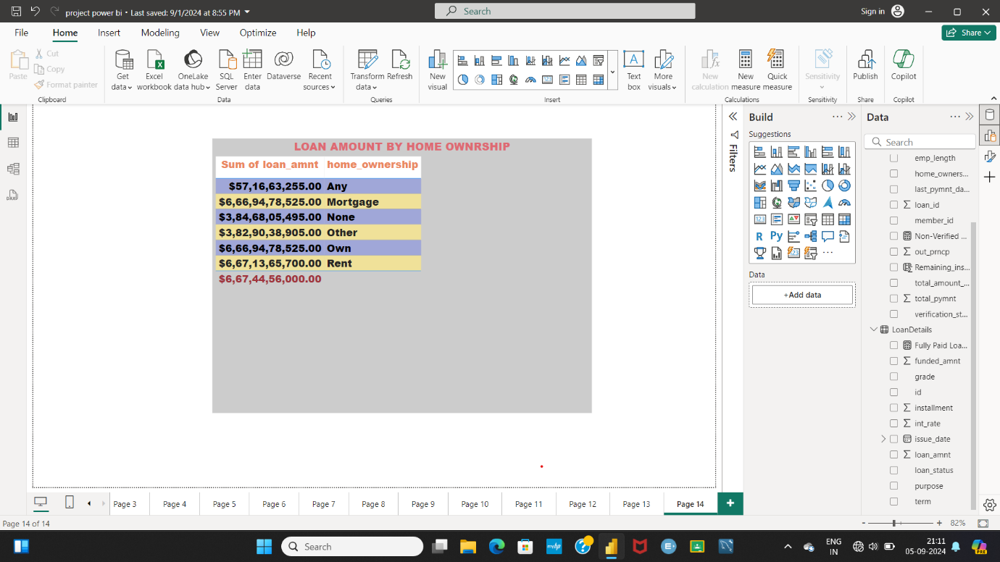 project power bi • Last saved: 9/1/2024 at 8:55 PM
Search
Sign in
File Home Insert Modeling View Optimize Help
Share
Paste
Cut
Copy
Format painter
Clipboard
Get data
Excel workbook
OneLake data hub
SQL Server
Enter data
Dataverse
Recent sources
Data
Transform data
Refresh
Queries
New visual
Text box
More visuals
Insert
New calculation
New measure
Quick measure
Calculations
Sensitivity
Sensitivity
Publish
Share
Copilot
Copilot
LOAN AMOUNT BY HOME OWNRSHIP
Sum of loan_amnt home_ownership
$57,16,63,255.00 Any
$6,66,94,78,525.00 Mortgage
$3,84,68,05,495.00 None
$3,82,90,38,905.00 Other
$6,66,94,78,525.00 Own
$6,67,13,65,700.00 Rent
$6,67,44,56,000.00
Filters
Build
Suggestions
123
R Py
...
Data
+Add data
Data
Search
emp_length
home_owners...
last_pymnt_da...
loan_id
member_id
Non-Verified ...
out_prncp
Remaining_ins...
total_amount_...
total_pymnt
verification_st...
LoanDetails
Fully Paid Loa...
funded_amnt
grade
id
installment
int_rate
issue_date
loan_amnt
loan_status
purpose
term
Page 3 Page 4 Page 5 Page 6 Page 7 Page 8 Page 9 Page 10 Page 11 Page 12 Page 13 Page 14
Page 14 of 14
- + 82%
Search
ENG
IN
21:11
05-09-2024